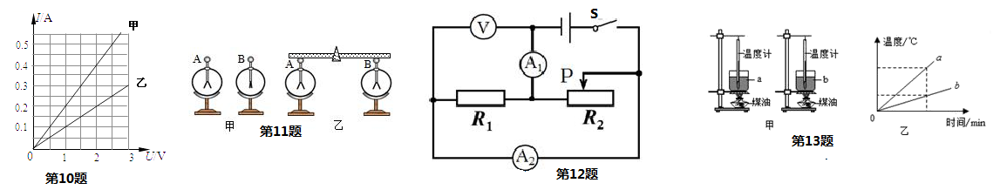 I/A
甲
0.5
0.4
0.3
乙
0.2
0.1
0 1 2 3 U/V
第10题
A B A B
甲 第11题 乙
V S
A1
P
R1 R2
A2
第12题
温度计 温度计
a b
煤油 煤油
甲
第13题
温度/℃
a
b
0
时间/min
乙